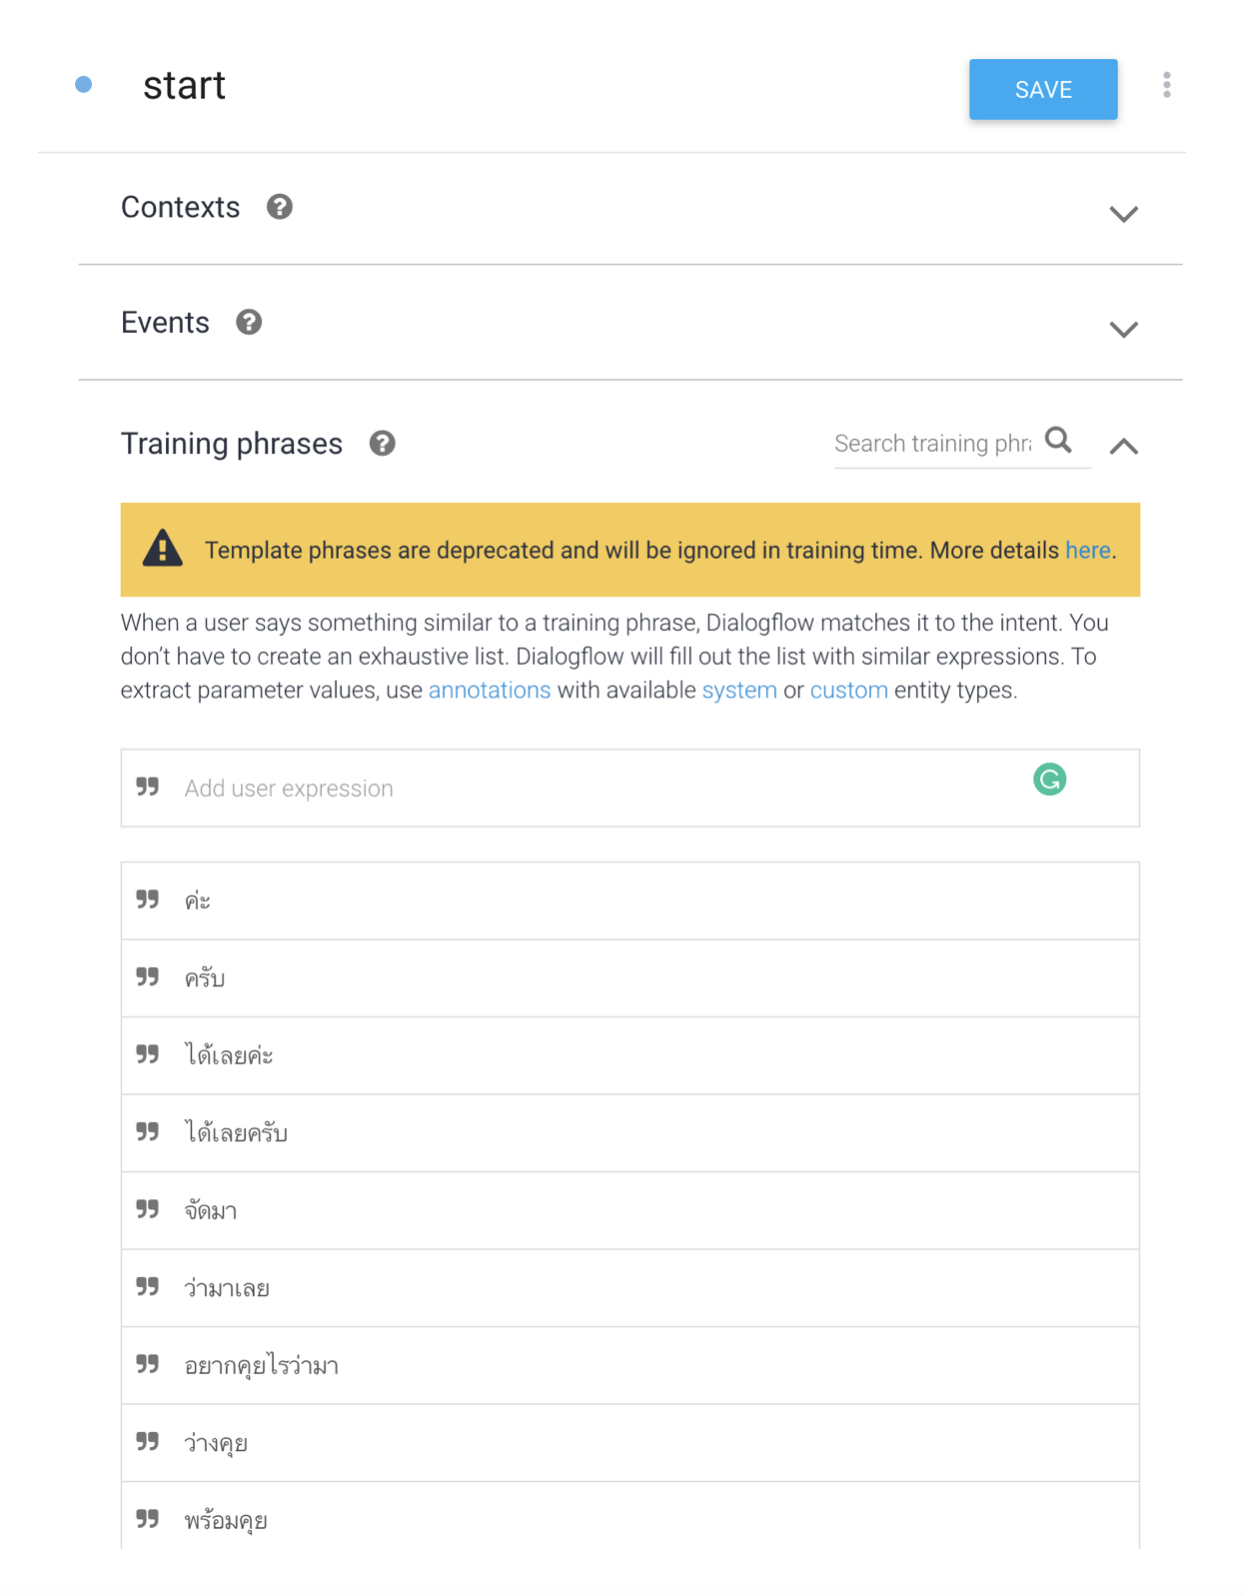 start
SAVE
Contexts
Events
Training phrases
Search training phr
Template phrases are deprecated and will be ignored in training time. More details here.
When a user says something similar to a training phrase, Dialogflow matches it to the intent. You
don't have to create an exhaustive list. Dialogflow will fill out the list with similar expressions. To
extract parameter values, use annotations with available system or custom entity types.
Add user expression
ค่ะ
ครับ
ได้เลยค่ะ
ได้เลยครับ
จัดมา
ว่ามาเลย
อยากคุยไรว่ามา
ว่างคุย
พร้อมคุย